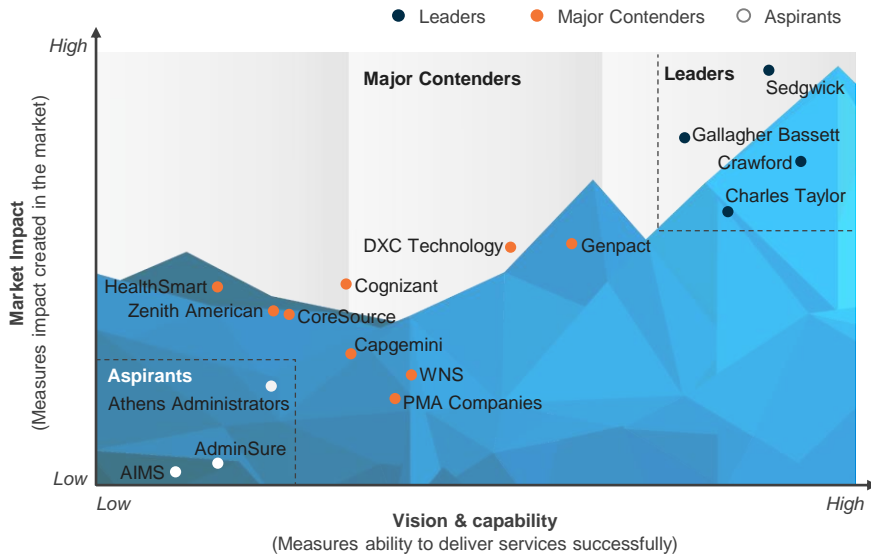 Leaders
Major Contenders
Aspirants
High
Major Contenders
Leaders
Sedgwick
Gallagher Bassett
Crawford
Charles Taylor
DXC Technology
Genpact
HealthSmart
Cognizant
Zenith American
CoreSource
Capgemini
Aspirants
WNS
Athens Administrators
PMA Companies
AdminSure
AIMS
Market Impact
(Measures impact created in the market)
Low
Low
High
Vision & capability
(Measures ability to deliver services successfully)